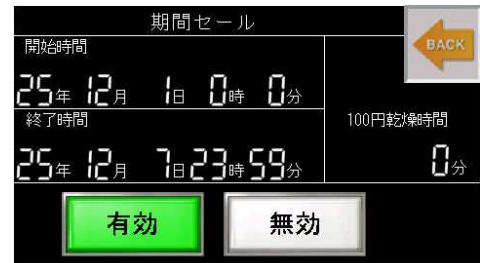 期間セール
BACK
開始時間
25年 12月 1日 0時 0分
終了時間
25年 12月 7日 23時 59分
100円乾燥時間
0分
有効
無効